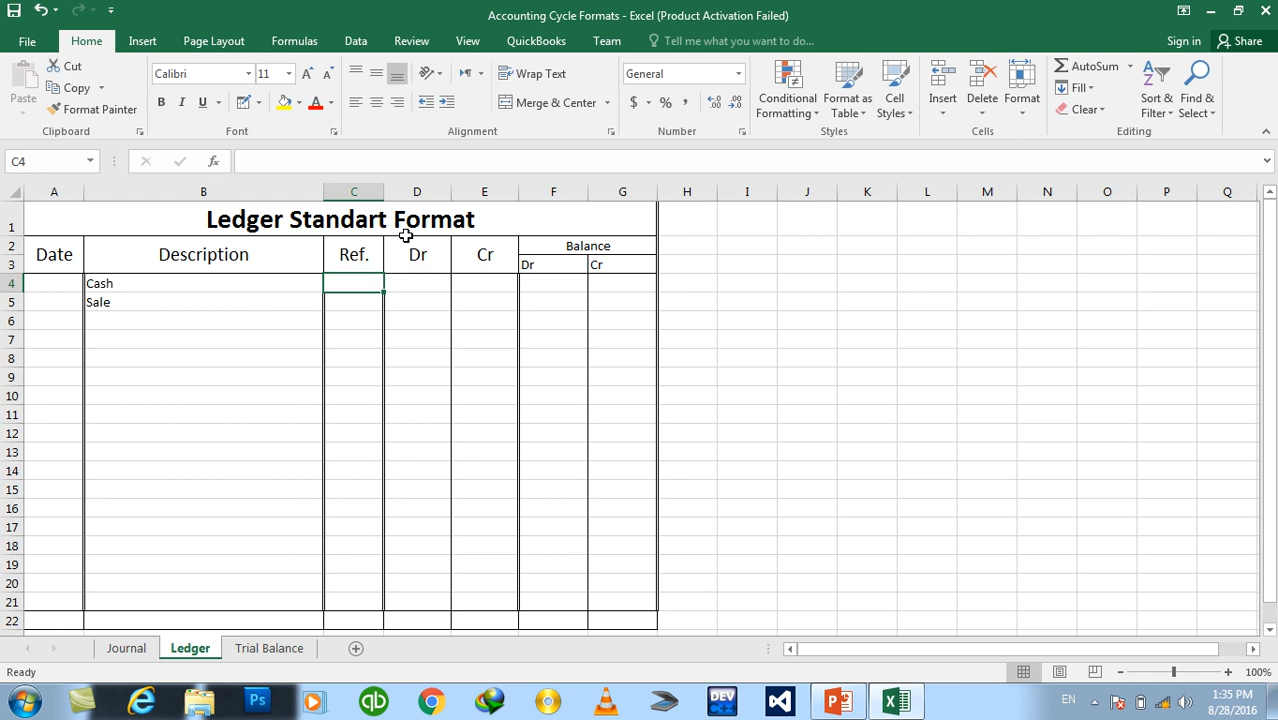 Accounting Cycle Formats - Excel (Product Activation Failed)
File Home Insert Page Layout Formulas Data Review View QuickBooks Team Tell me what you want to do... Sign in Share
Cut
Copy
Format Painter
Paste
Clipboard
Calibri 11
B I U A
Font
Wrap Text
Merge & Center
Alignment
General
$ % ,
Number
Conditional Formatting
Format as Table
Cell Styles
Styles
Insert Delete Format
Cells
AutoSum
Fill
Clear
Sort & Filter
Find & Select
Editing
C4 fx
A B C D E F G H I J K L M N O P Q
1 Ledger Standart Format
2 Date Description Ref. Dr Cr Balance
3 Dr Cr
4 Cash
5 Sale
6
7
8
9
10
11
12
13
14
15
16
17
18
19
20
21
22
Journal Ledger Trial Balance
Ready 100%
EN 1:35 PM
8/28/2016
Ps qb DEV C++